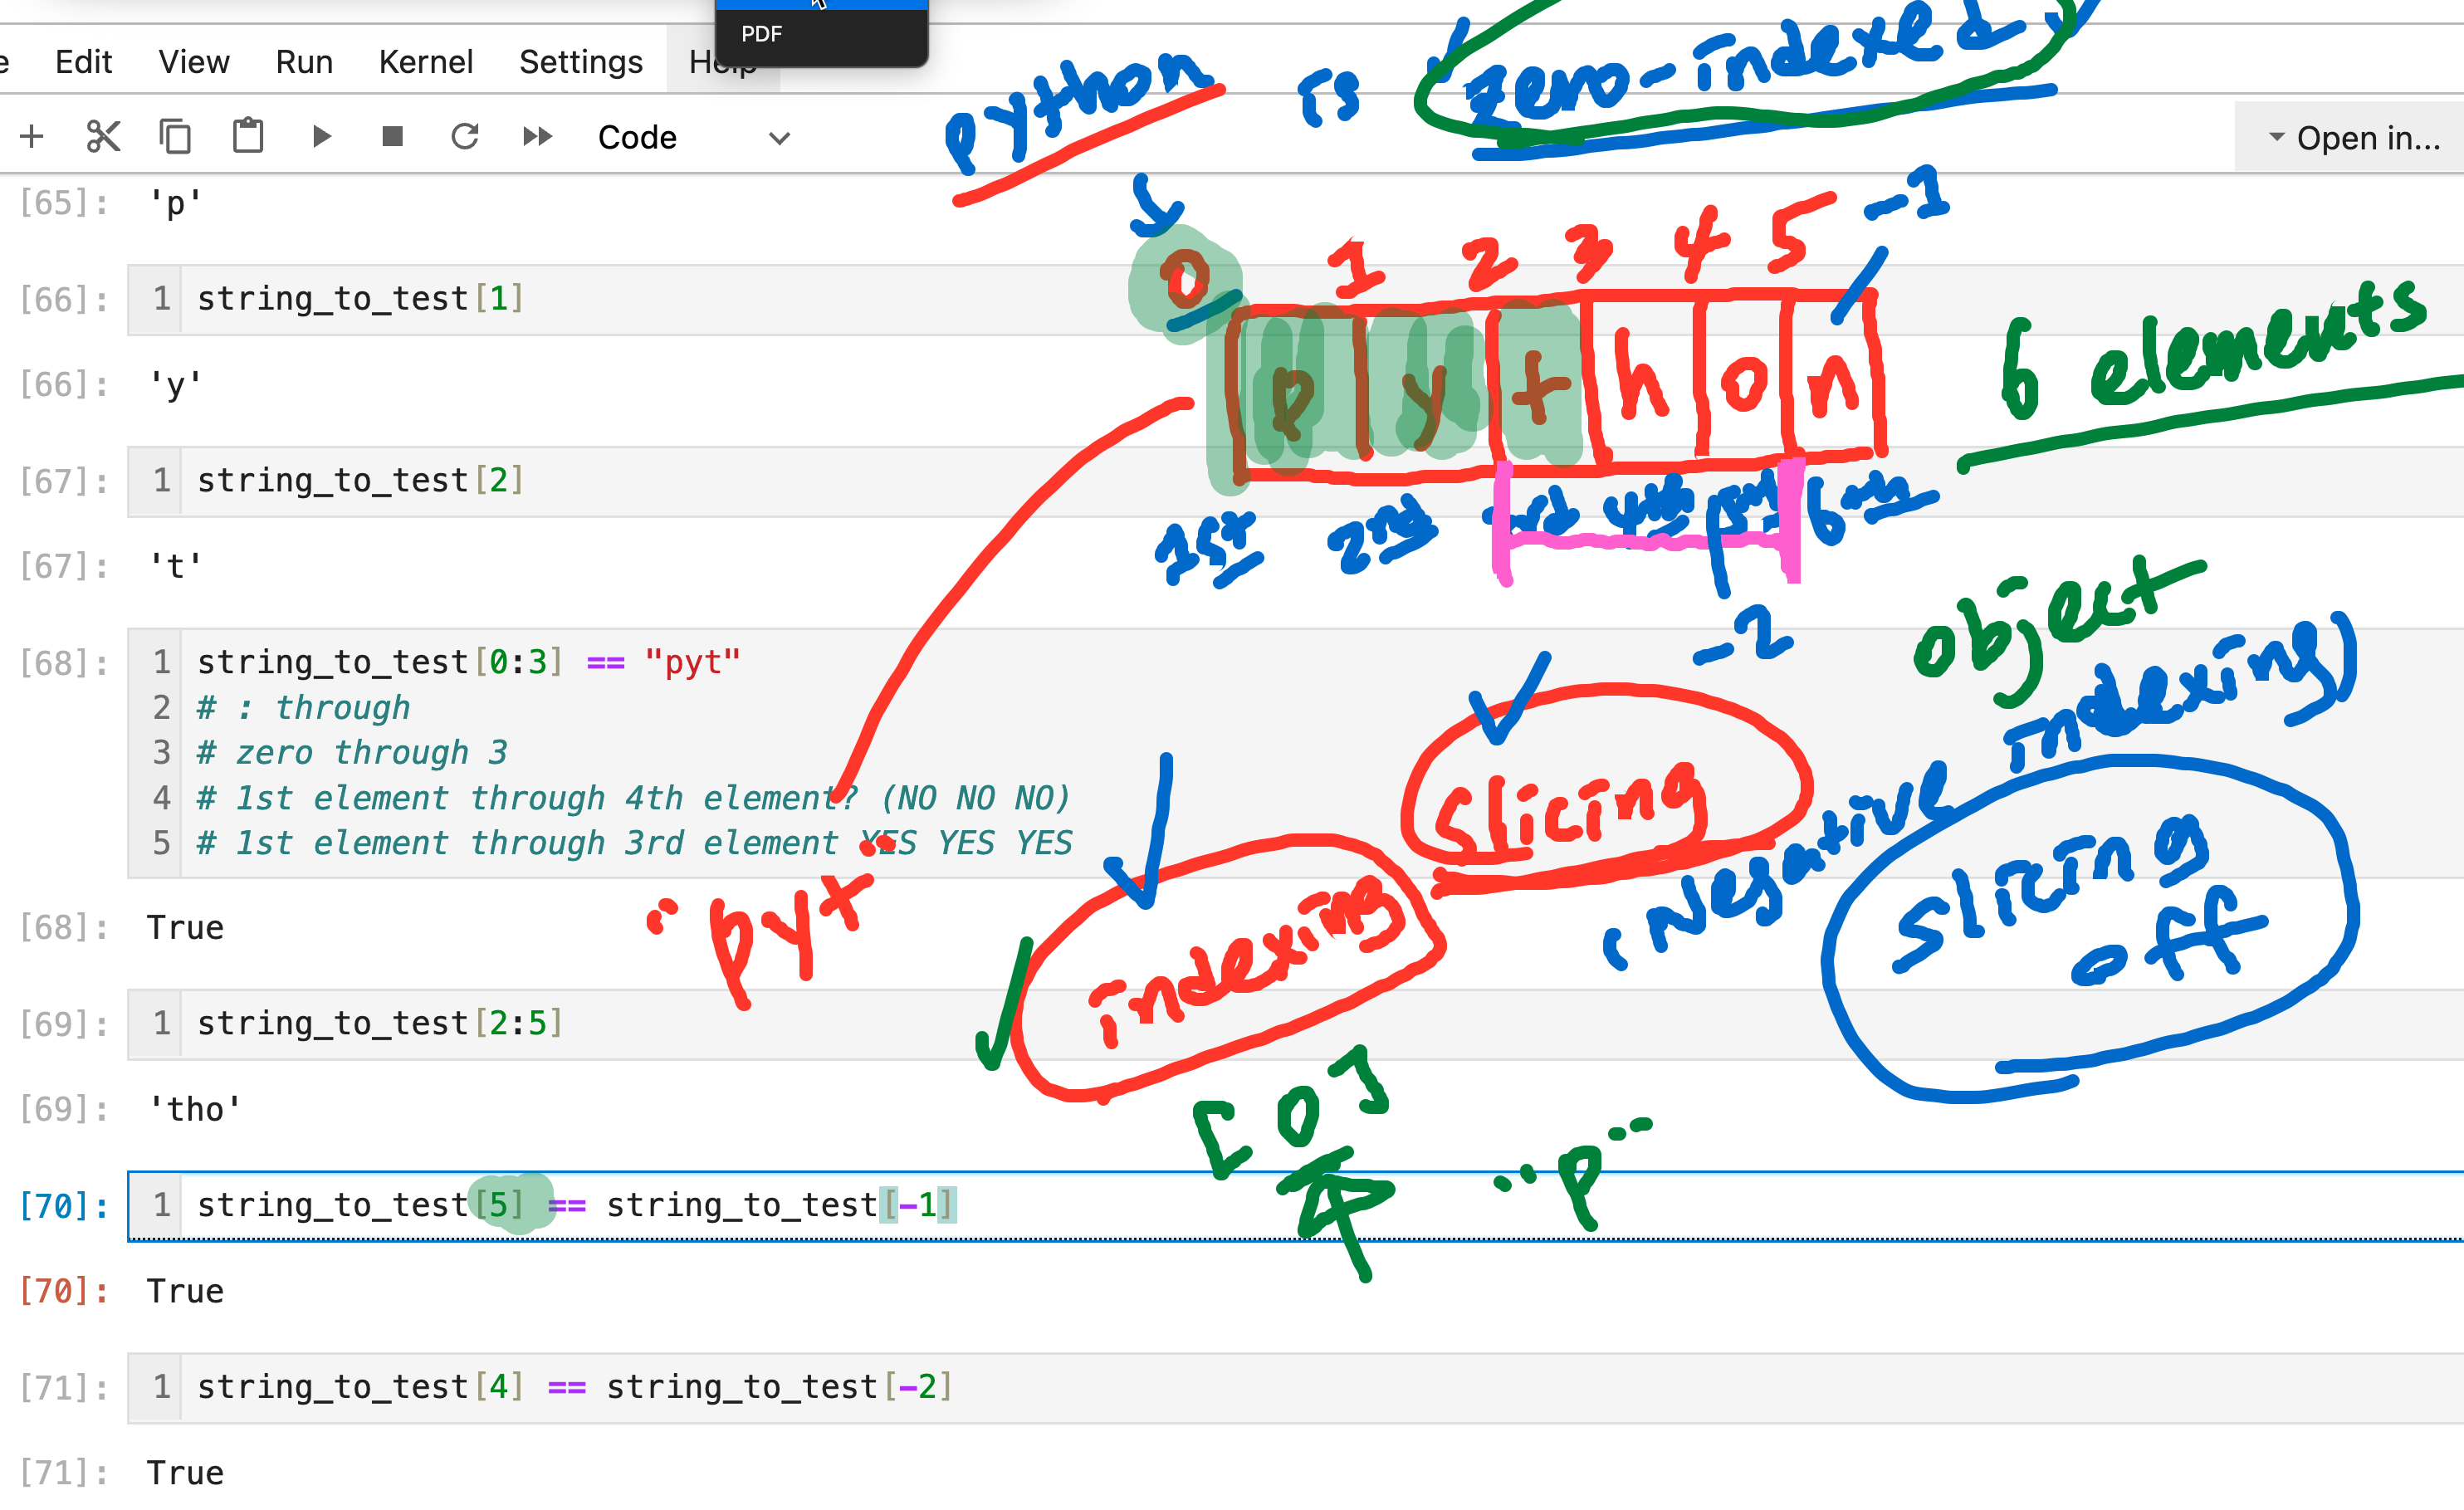 PDF
Edit View Run Kernel Settings Help
python is zero-indexed
Code
Open in...
[65]: 'p'
-1
0 1 2 3 4 5
[66]: 1 string_to_test[1]
p y t h o n
6 elements
[66]: 'y'
[67]: 1 string_to_test[2]
1st 2nd 6th
[67]: 't'
-2
object
[68]: 1 string_to_test[0:3] == "pyt"
2 # : through
3 # zero through 3
4 # 1st element through 4th element? (NO NO NO)
5 # 1st element through 3rd element YES YES YES
slicing
(negative indexing)
slicing off
"pyt"
indexing
[68]: True
[69]: 1 string_to_test[2:5]
[69]: 'tho'
[0]
"p"
[70]: 1 string_to_test[5] == string_to_test[-1]
[70]: True
[71]: 1 string_to_test[4] == string_to_test[-2]
[71]: True